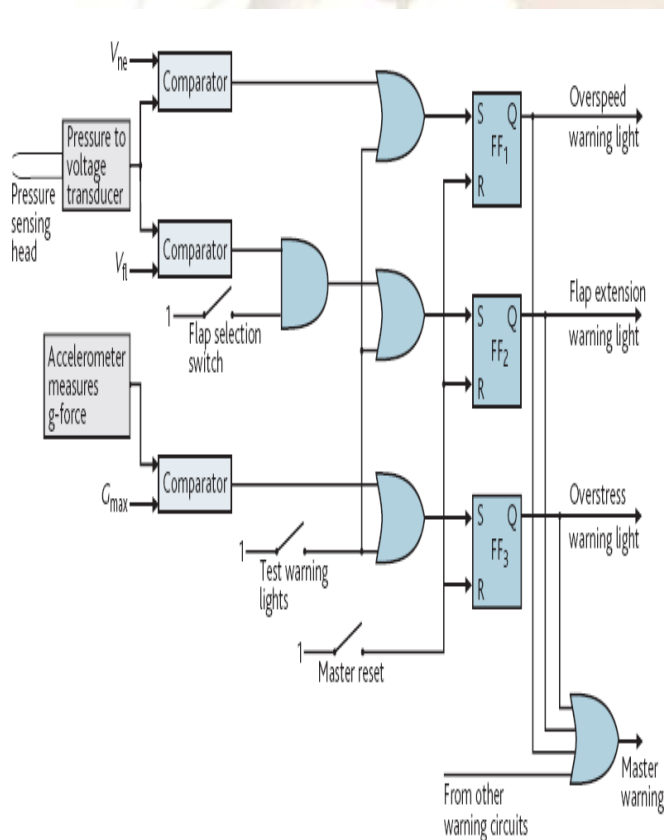 Vne
Comparator
Pressure to
voltage
transducer
Pressure
sensing
head
S Q
FF1
R
Overspeed
warning light
Comparator
Vfl
1
Flap selection
switch
S Q
FF2
R
Flap extension
warning light
Accelerometer
measures
g-force
Comparator
Gmax
1
Test warning
lights
S Q
FF3
R
Overstress
warning light
1
Master reset
Master
warning
From other
warning circuits